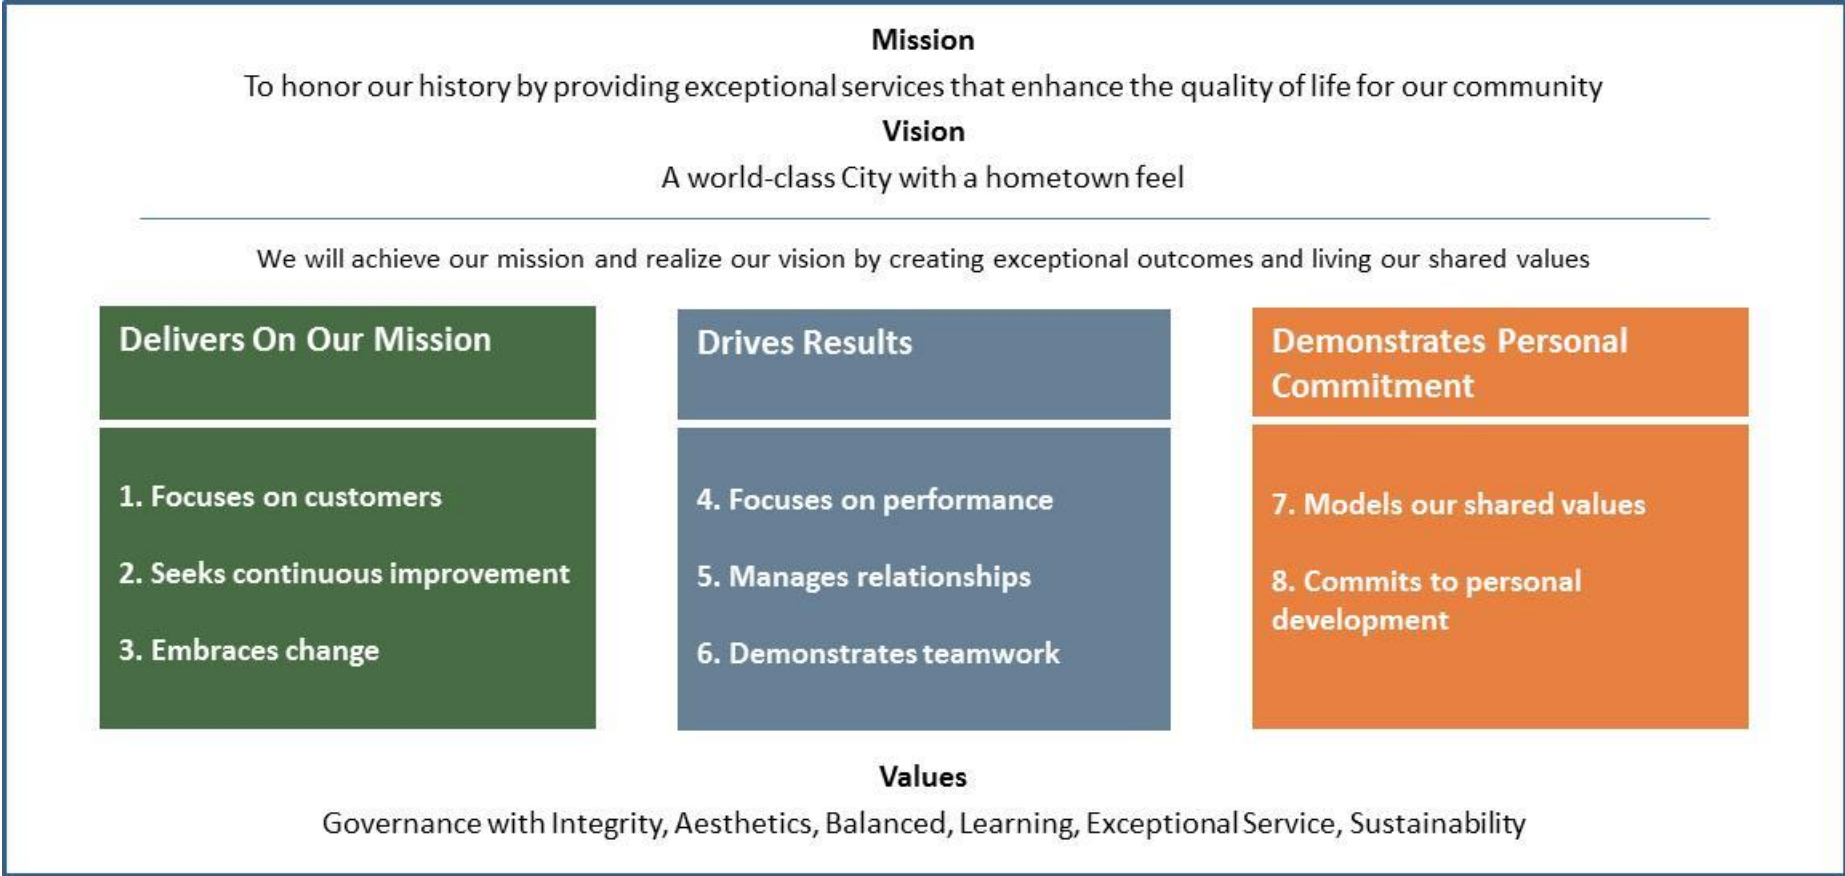 Mission
To honor our history by providing exceptional services that enhance the quality of life for our community
Vision
A world-class City with a hometown feel
We will achieve our mission and realize our vision by creating exceptional outcomes and living our shared values
Delivers On Our Mission
1. Focuses on customers
2. Seeks continuous improvement
3. Embraces change
Drives Results
4. Focuses on performance
5. Manages relationships
6. Demonstrates teamwork
Demonstrates Personal
Commitment
7. Models our shared values
8. Commits to personal
development
Values
Governance with Integrity, Aesthetics, Balanced, Learning, Exceptional Service, Sustainability